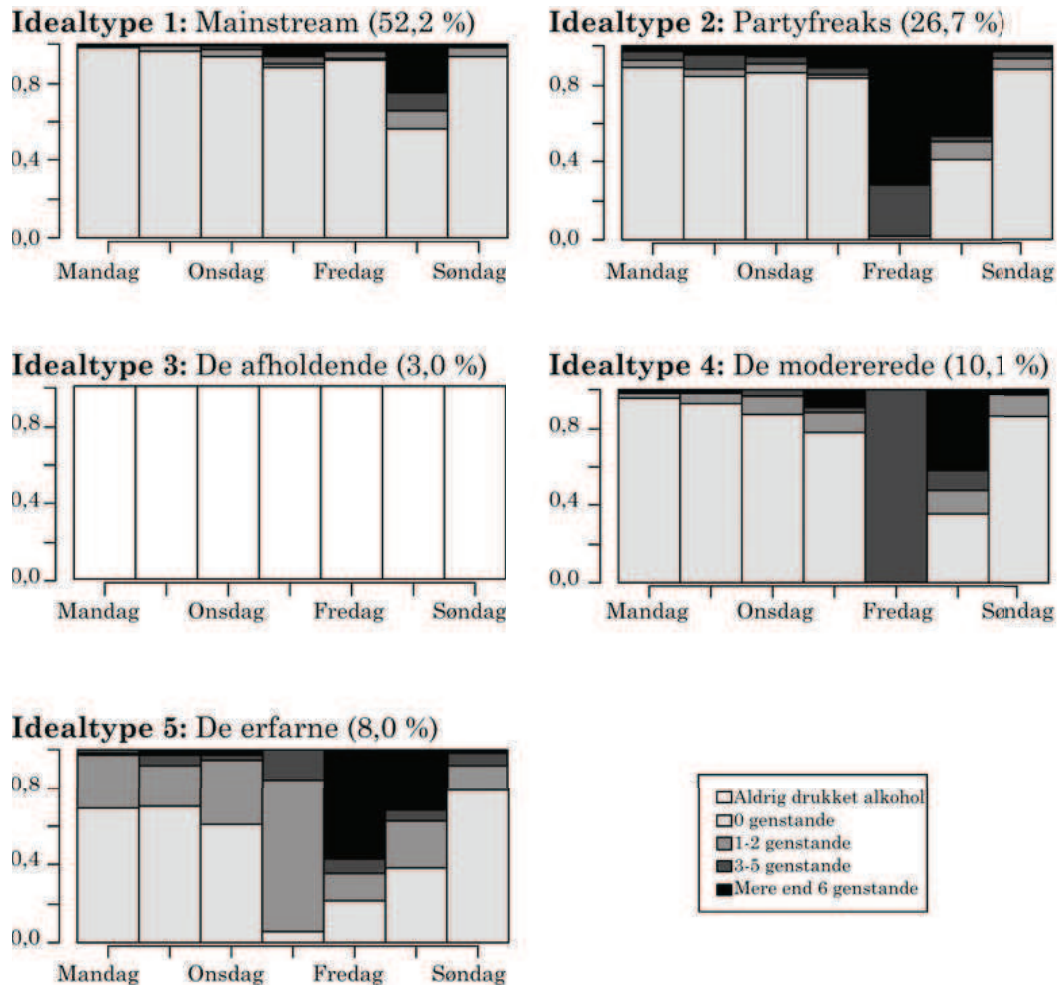 Idealtype 1: Mainstream (52,2 %)
0,8
0,4
0,0
Mandag Onsdag Fredag Søndag
Idealtype 2: Partyfreaks (26,7 %)
0,8
0,4
0,0
Mandag Onsdag Fredag Søndag
Idealtype 3: De afholdende (3,0 %)
0,8
0,4
0,0
Mandag Onsdag Fredag Søndag
Idealtype 4: De modererede (10,1 %)
0,8
0,4
0,0
Mandag Onsdag Fredag Søndag
Idealtype 5: De erfarne (8,0 %)
0,8
0,4
0,0
Mandag Onsdag Fredag Søndag
Aldrig drukket alkohol
0 genstande
1-2 genstande
3-5 genstande
Mere end 6 genstande